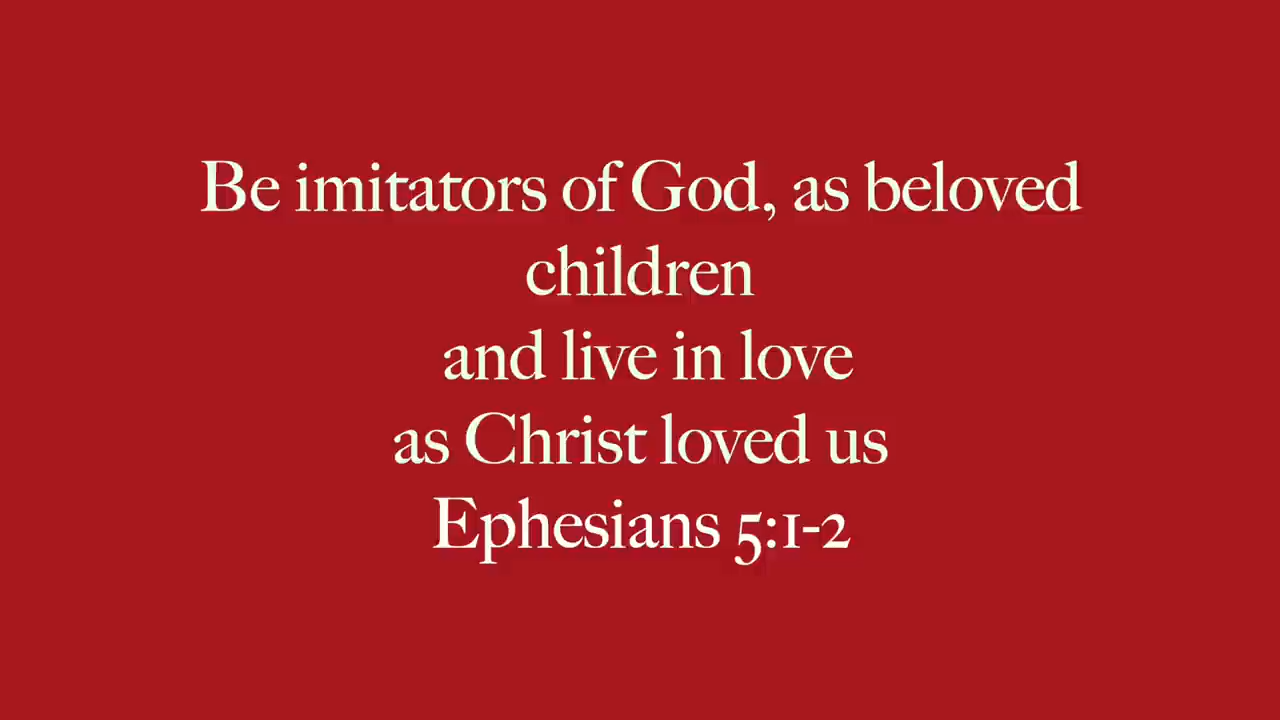 Be imitators of God, as beloved
children
and live in love
as Christ loved us
Ephesians 5:1-2